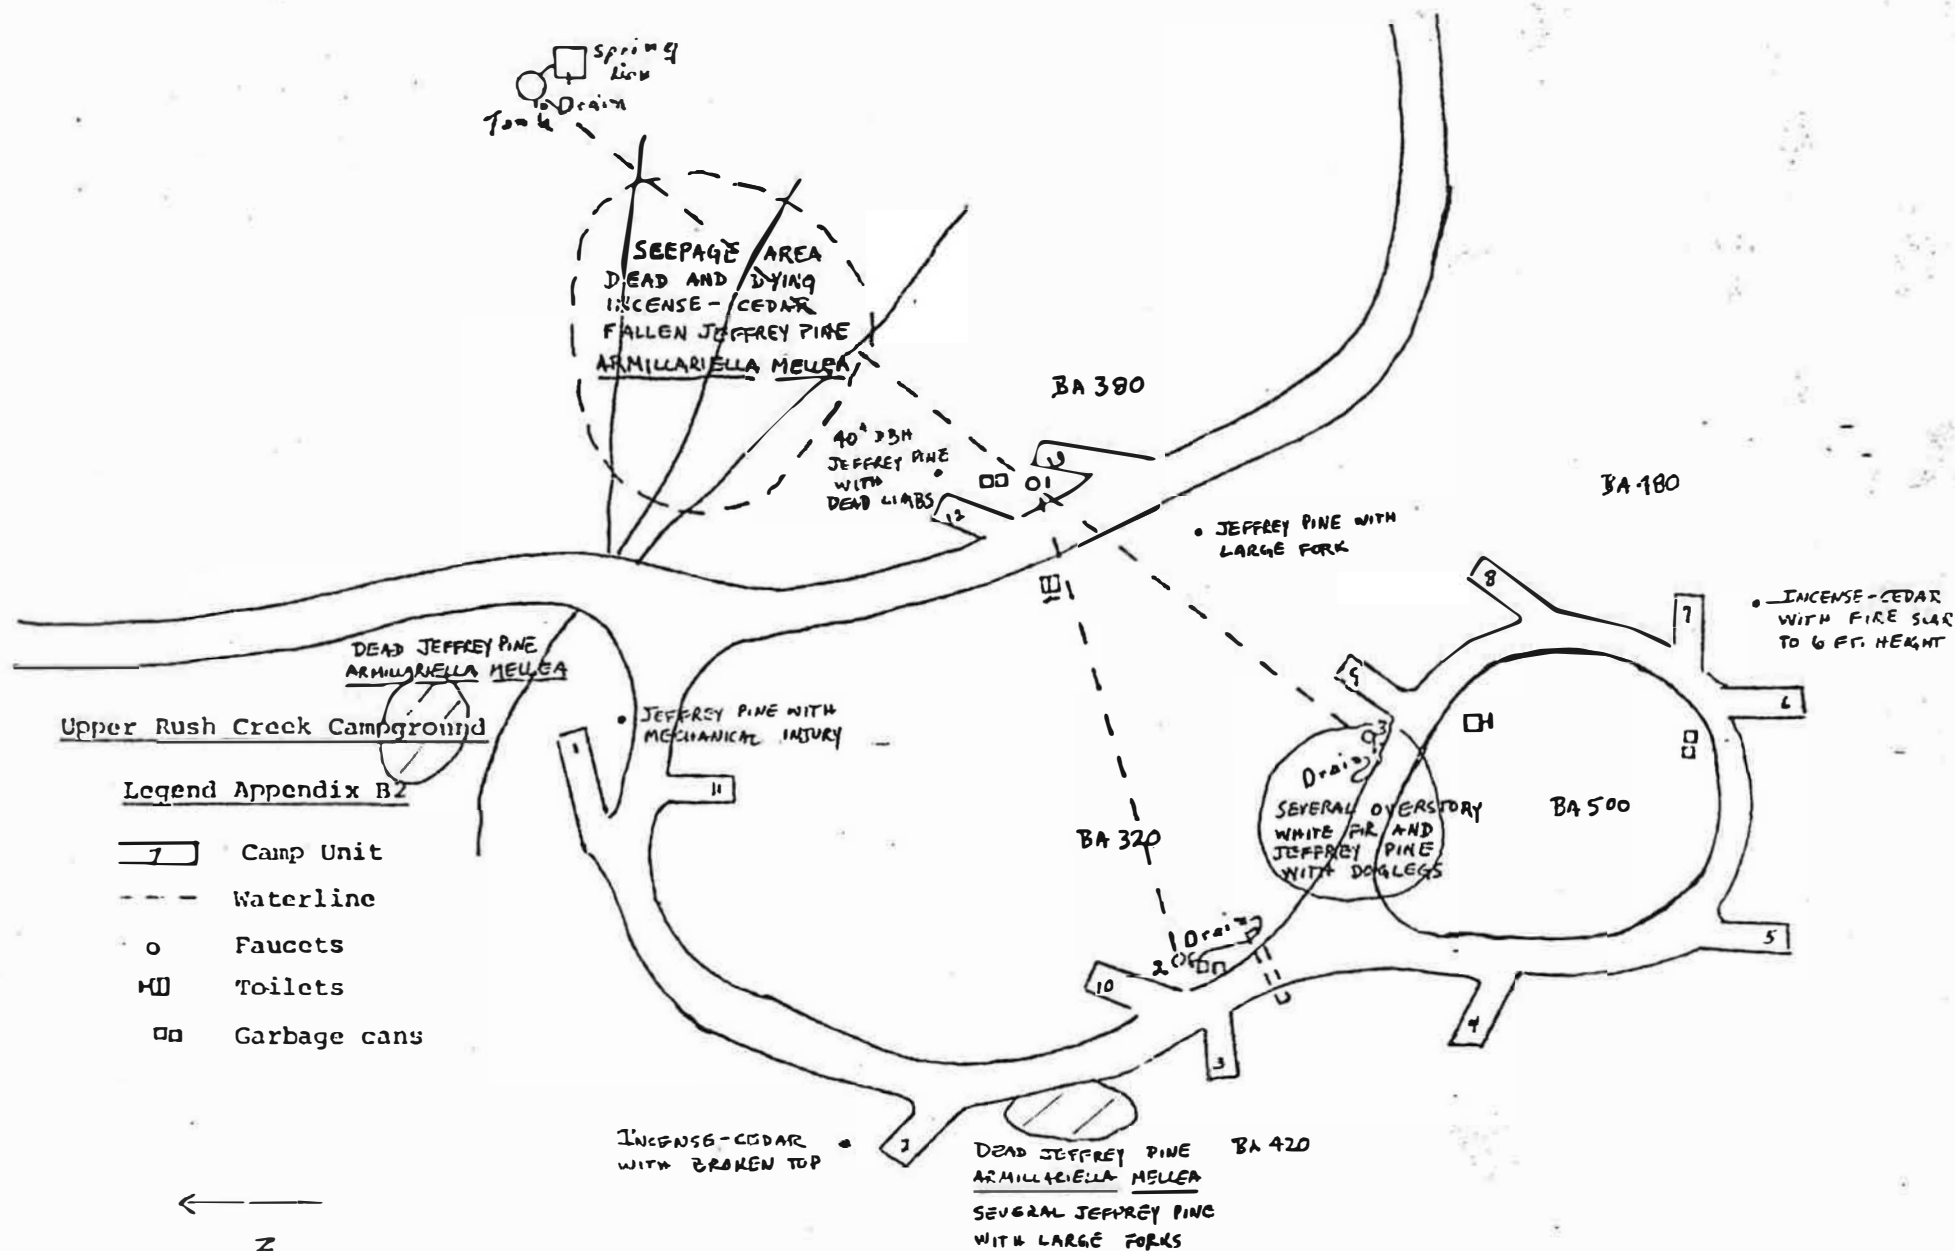 Spring
Drain
Tank
SEEPAGE AREA
DEAD AND DYING
INCENSE-CEDAR
FALLEN JEFFREY PINE
ARMILLARIELLA MELLEA
BA 380
40" DBH
JEFFREY PINE
WITH
DEAD LIMBS
12
1
JEFFREY PINE WITH
LARGE FORK
8
7
INCENSE-CEDAR
WITH FIRE SCAR
TO 6 FT. HEIGHT
DEAD JEFFREY PINE
ARMILLARIELLA MELLEA
9
6
Upper Rush Creek Campground
JEFFREY PINE WITH
MECHANICAL INJURY
1
11
3
Drain
SEVERAL OVERSTORY
WHITE FIR AND
JEFFREY PINE
WITH DOGLEGS
BA 500
BA 320
Legend Appendix B2
Camp Unit
Waterline
Faucets
Toilets
Garbage cans
Drain
2
10
5
4
3
2
INCENSE-CEDAR
WITH BROKEN TOP
DEAD JEFFREY PINE
ARMILLARIELLA MELLEA
SEVERAL JEFFREY PINE
WITH LARGE FORKS
BA 420
N